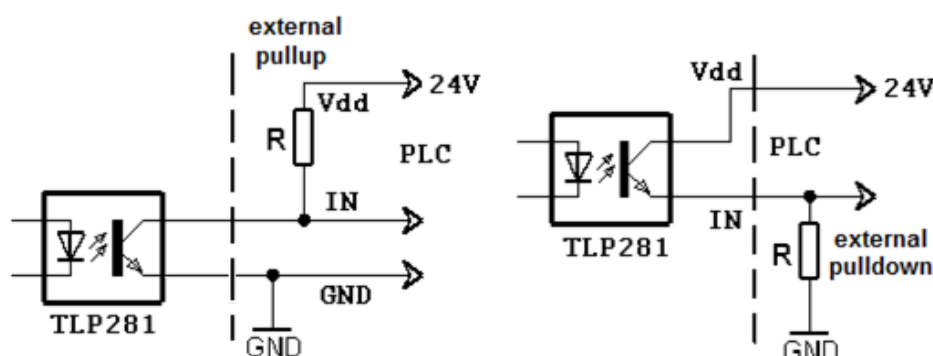 external
pullup
Vdd
24V
R
PLC
IN
GND
TLP281
GND
Vdd
24V
PLC
TLP281
IN
R
external
pulldown
GND